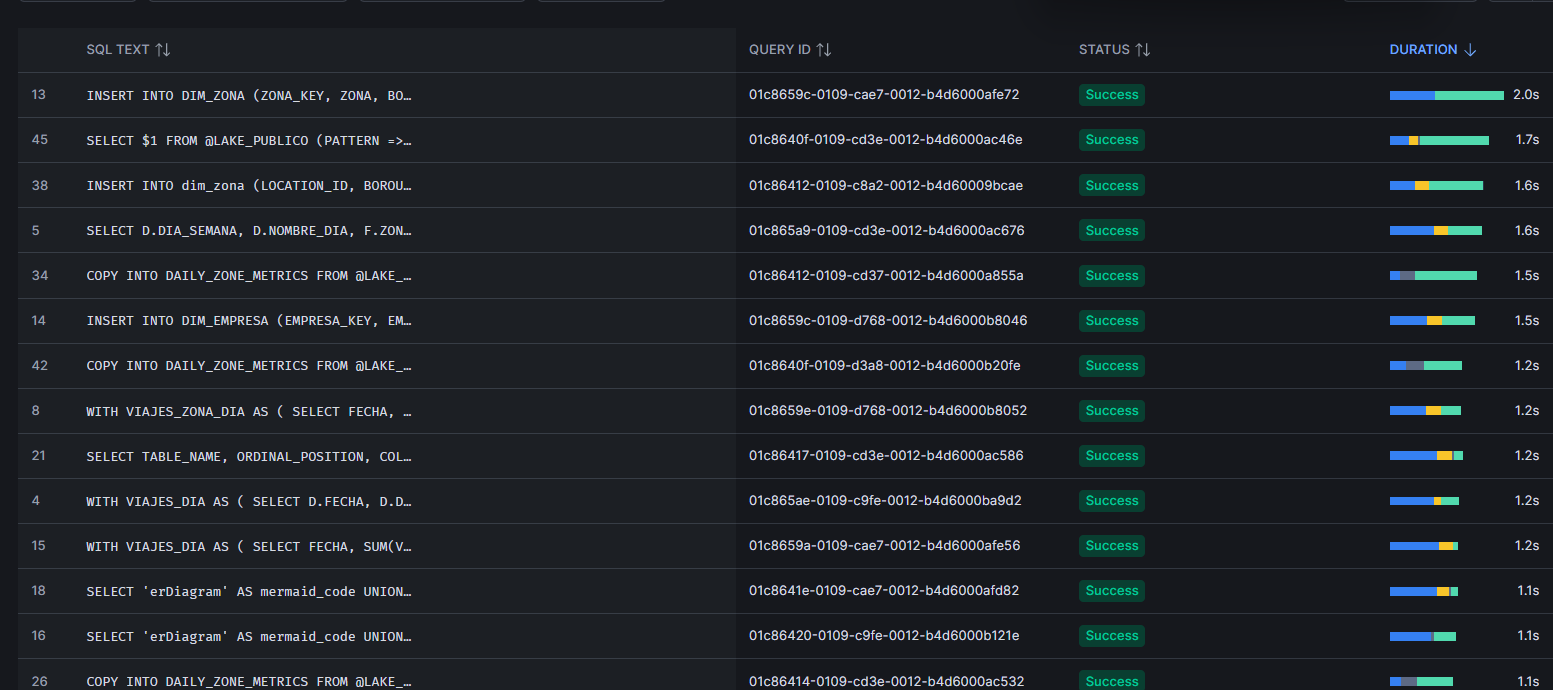 SQL TEXT QUERY ID STATUS DURATION
13 INSERT INTO DIM_ZONA (ZONA_KEY, ZONA, BO… 01c8659c-0109-cae7-0012-b4d6000afe72 Success 2.0s
45 SELECT $1 FROM @LAKE_PUBLICO (PATTERN =>… 01c8640f-0109-cd3e-0012-b4d6000ac46e Success 1.7s
38 INSERT INTO dim_zona (LOCATION_ID, BOROU… 01c86412-0109-c8a2-0012-b4d60009bcae Success 1.6s
5 SELECT D.DIA_SEMANA, D.NOMBRE_DIA, F.ZON… 01c865a9-0109-cd3e-0012-b4d6000ac676 Success 1.6s
34 COPY INTO DAILY_ZONE_METRICS FROM @LAKE_… 01c86412-0109-cd37-0012-b4d6000a855a Success 1.5s
14 INSERT INTO DIM_EMPRESA (EMPRESA_KEY, EM… 01c8659c-0109-d768-0012-b4d6000b8046 Success 1.5s
42 COPY INTO DAILY_ZONE_METRICS FROM @LAKE_… 01c8640f-0109-d3a8-0012-b4d6000b20fe Success 1.2s
8 WITH VIAJES_ZONA_DIA AS ( SELECT FECHA, … 01c8659e-0109-d768-0012-b4d6000b8052 Success 1.2s
21 SELECT TABLE_NAME, ORDINAL_POSITION, COL… 01c86417-0109-cd3e-0012-b4d6000ac586 Success 1.2s
4 WITH VIAJES_DIA AS ( SELECT D.FECHA, D.D… 01c865ae-0109-c9fe-0012-b4d6000ba9d2 Success 1.2s
15 WITH VIAJES_DIA AS ( SELECT FECHA, SUM(V… 01c8659a-0109-cae7-0012-b4d6000afe56 Success 1.2s
18 SELECT 'erDiagram' AS mermaid_code UNION… 01c8641e-0109-cae7-0012-b4d6000afd82 Success 1.1s
16 SELECT 'erDiagram' AS mermaid_code UNION… 01c86420-0109-c9fe-0012-b4d6000b121e Success 1.1s
26 COPY INTO DAILY_ZONE_METRICS FROM @LAKE_… 01c86414-0109-cd3e-0012-b4d6000ac532 Success 1.1s